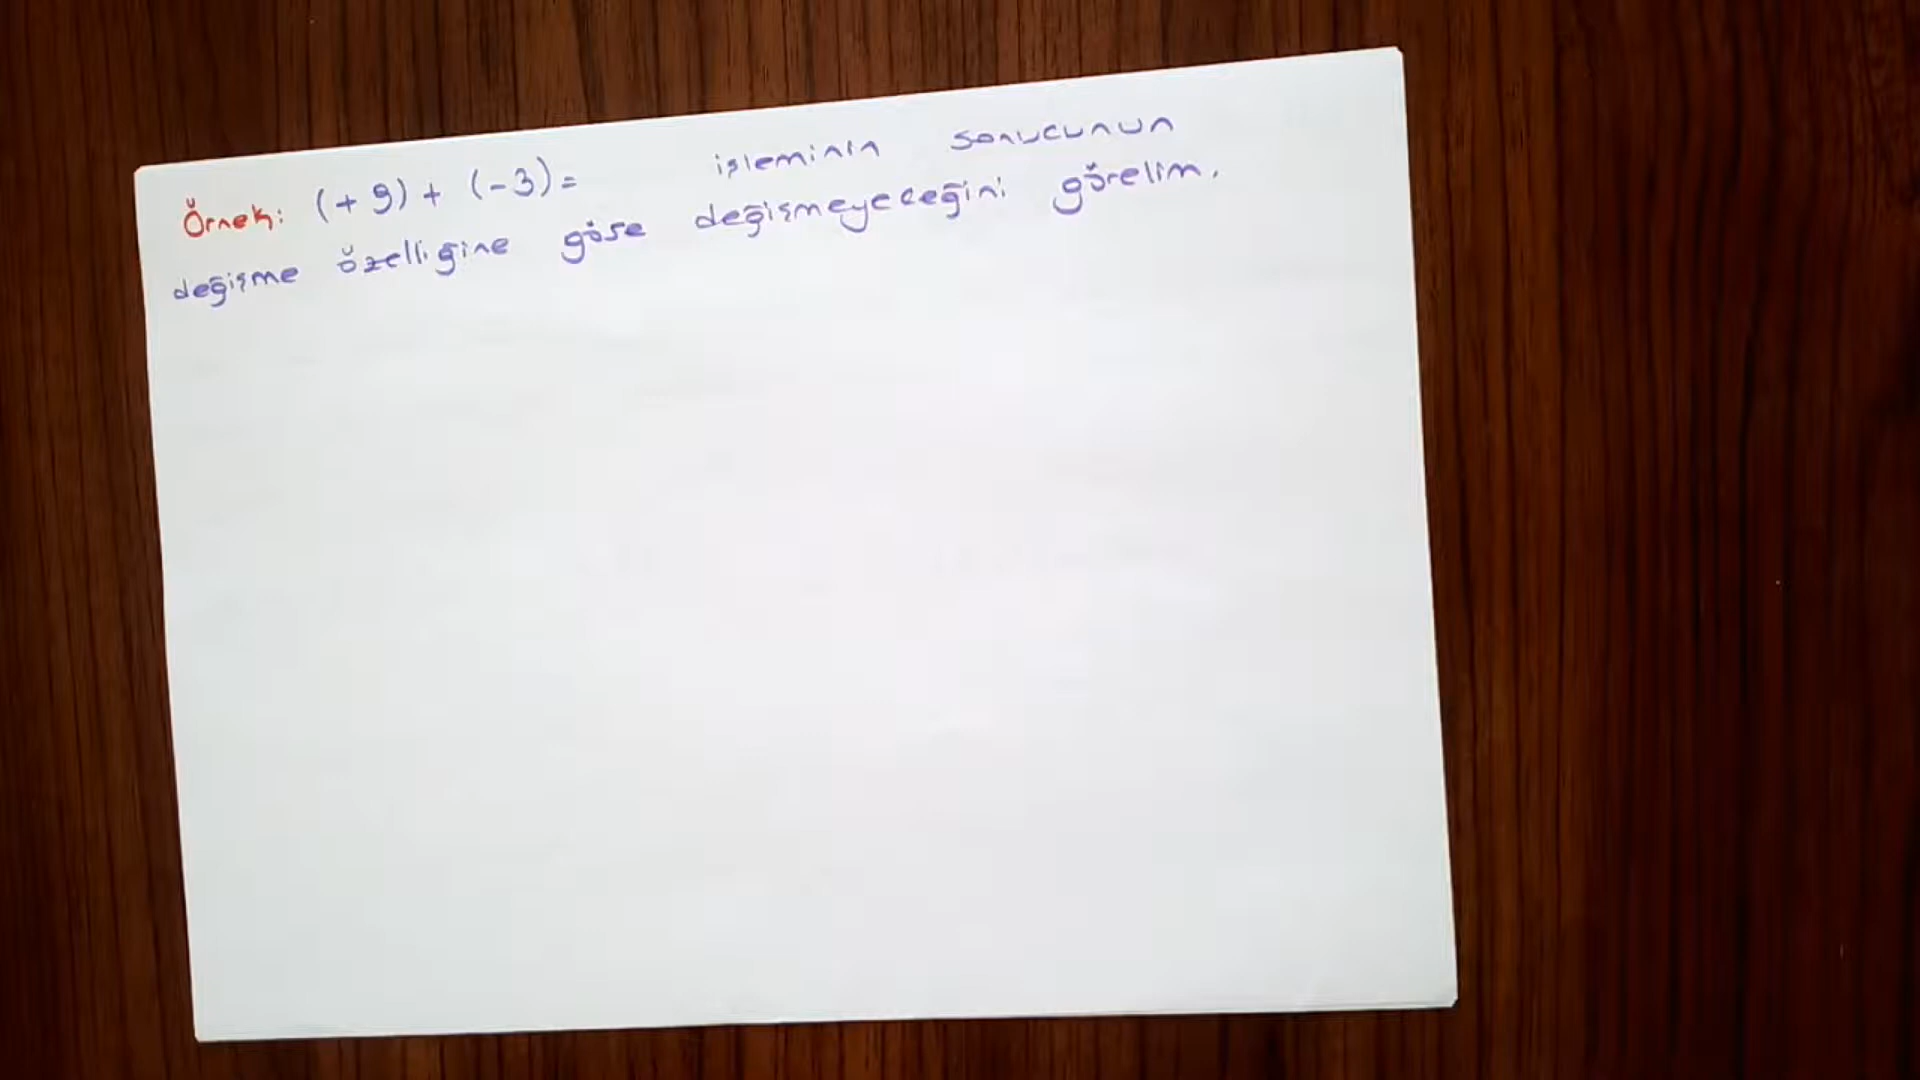 Örnek: (+9) + (-3) = işleminin sonucunun
değişme özelliğine göre değişmeyeceğini görelim.